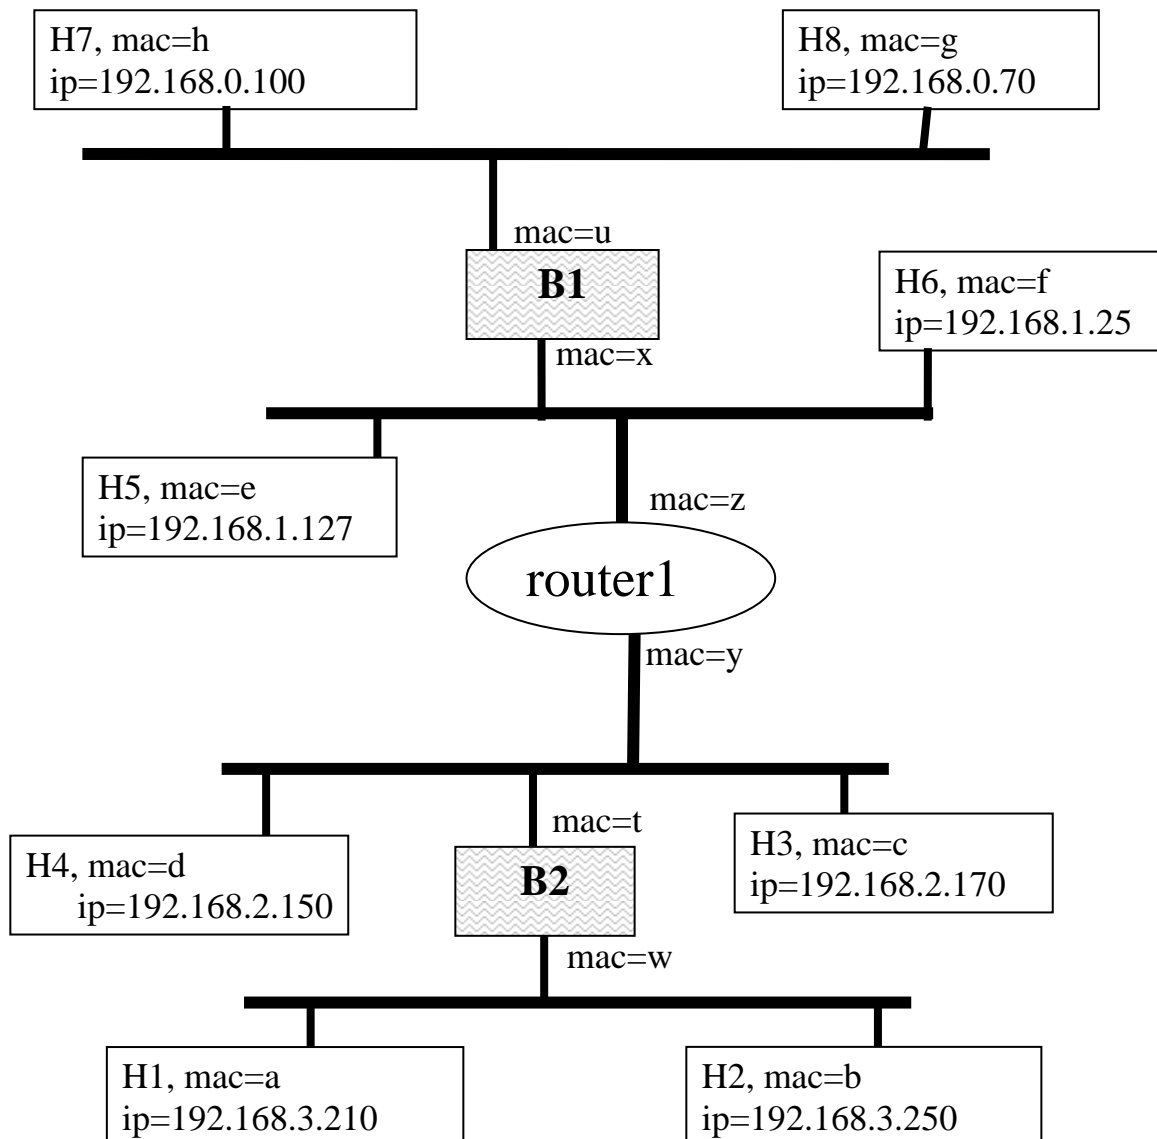 H7, mac=h
ip=192.168.0.100
H8, mac=g
ip=192.168.0.70
mac=u
B1
mac=x
H6, mac=f
ip=192.168.1.25
H5, mac=e
ip=192.168.1.127
mac=z
router1
mac=y
H4, mac=d
ip=192.168.2.150
mac=t
B2
mac=w
H3, mac=c
ip=192.168.2.170
H1, mac=a
ip=192.168.3.210
H2, mac=b
ip=192.168.3.250